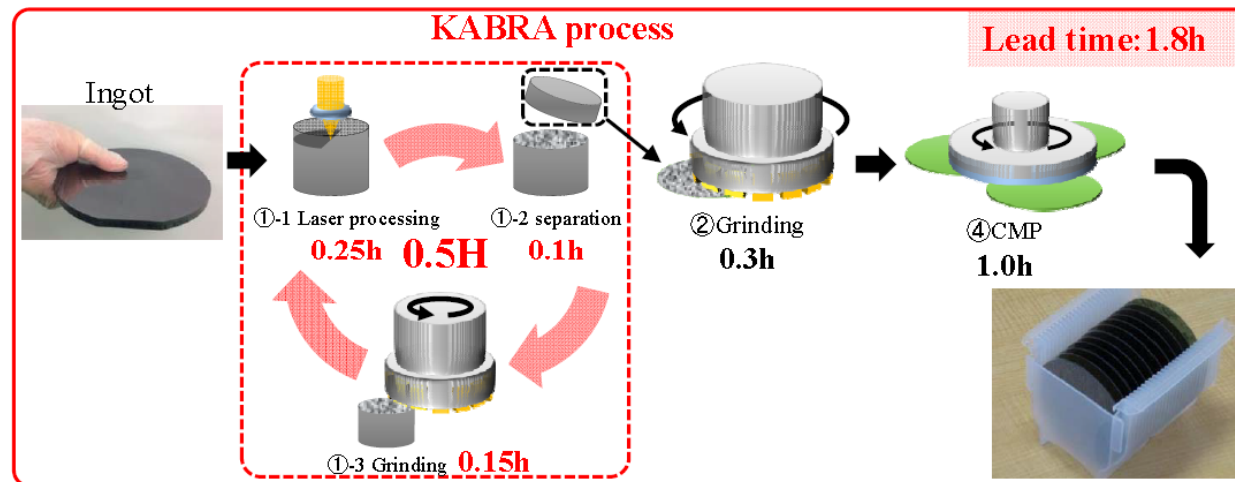 KABRA process
Lead time:1.8h
Ingot
①-1 Laser processing
0.25h
0.5H
①-2 separation
0.1h
①-3 Grinding 0.15h
②Grinding
0.3h
④CMP
1.0h